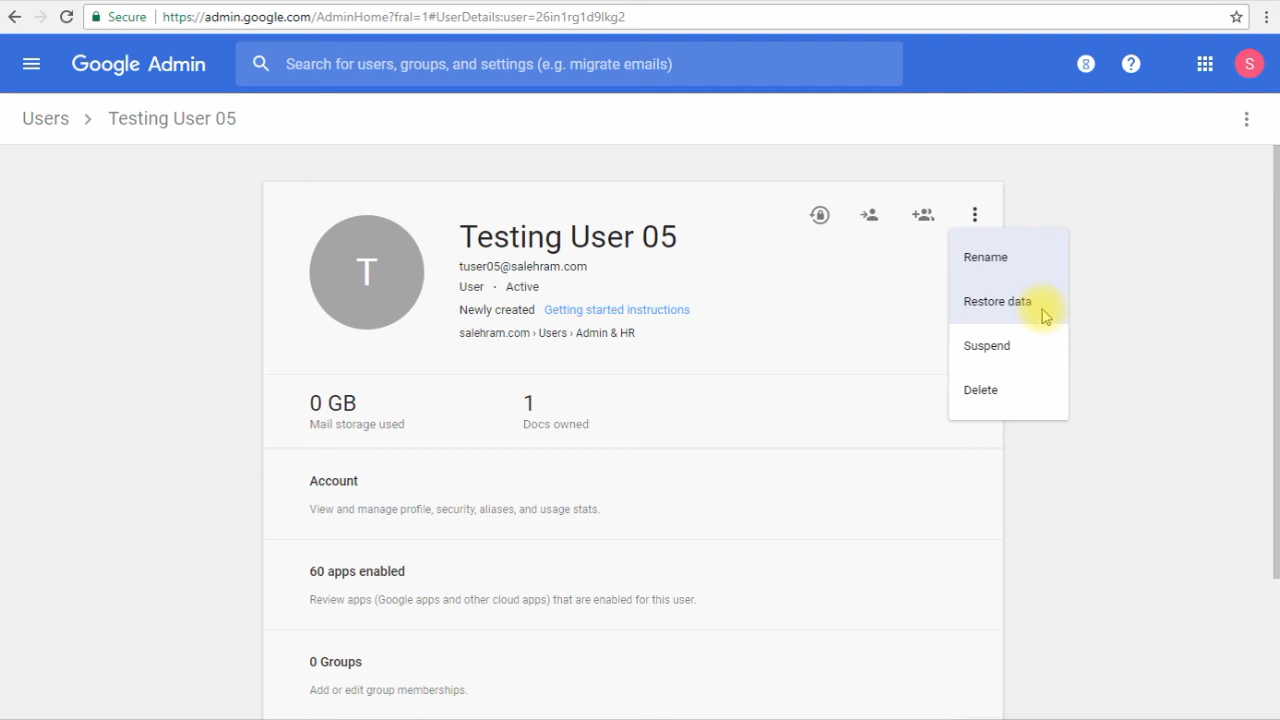 Secure
https://admin.google.com/AdminHome?fral=1#UserDetails:user=26in1rg1d9lkg2
Google Admin
Search for users, groups, and settings (e.g. migrate emails)
S
Users > Testing User 05
T
Testing User 05
tuser05@salehram.com
User · Active
Newly created Getting started instructions
salehram.com › Users › Admin & HR
Rename
Restore data
Suspend
Delete
0 GB
Mail storage used
1
Docs owned
Account
View and manage profile, security, aliases, and usage stats.
60 apps enabled
Review apps (Google apps and other cloud apps) that are enabled for this user.
0 Groups
Add or edit group memberships.